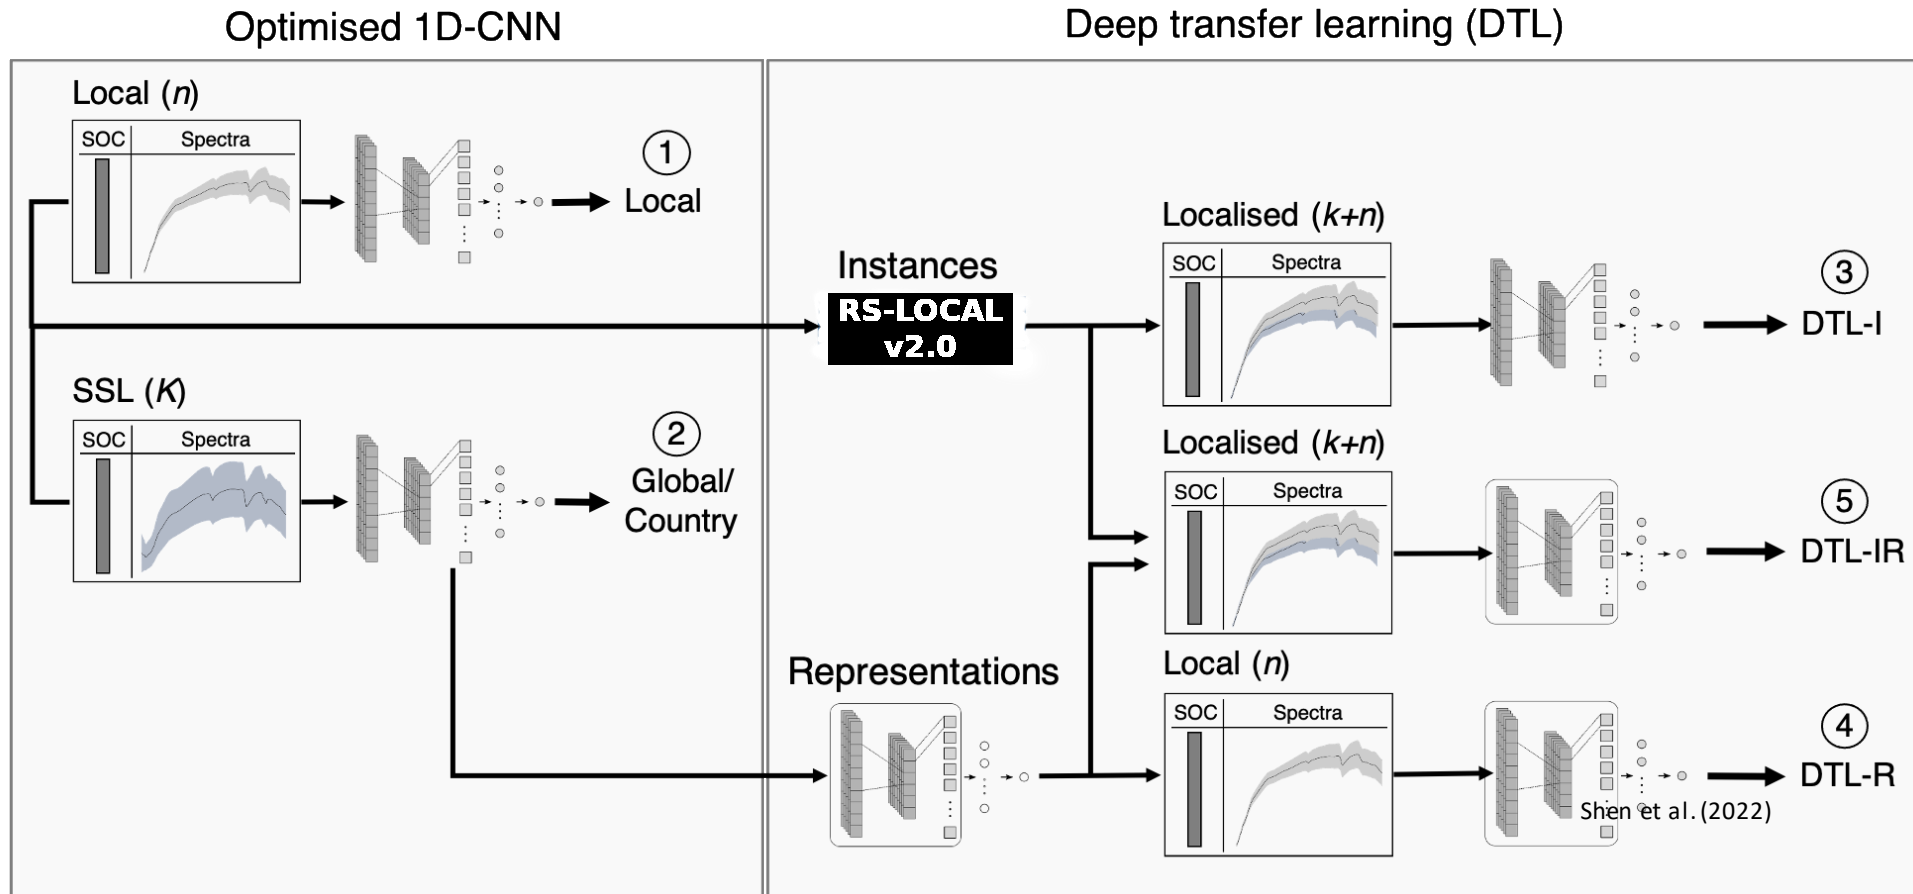 Optimised 1D-CNN
Deep transfer learning (DTL)
Local (n)
SOC
Spectra
1
Local
SSL (K)
SOC
Spectra
2
Global/
Country
Instances
RS-LOCAL
v2.0
Representations
Localised (k+n)
SOC
Spectra
3
DTL-I
Localised (k+n)
SOC
Spectra
5
DTL-IR
Local (n)
SOC
Spectra
4
DTL-R
Shen et al. (2022)